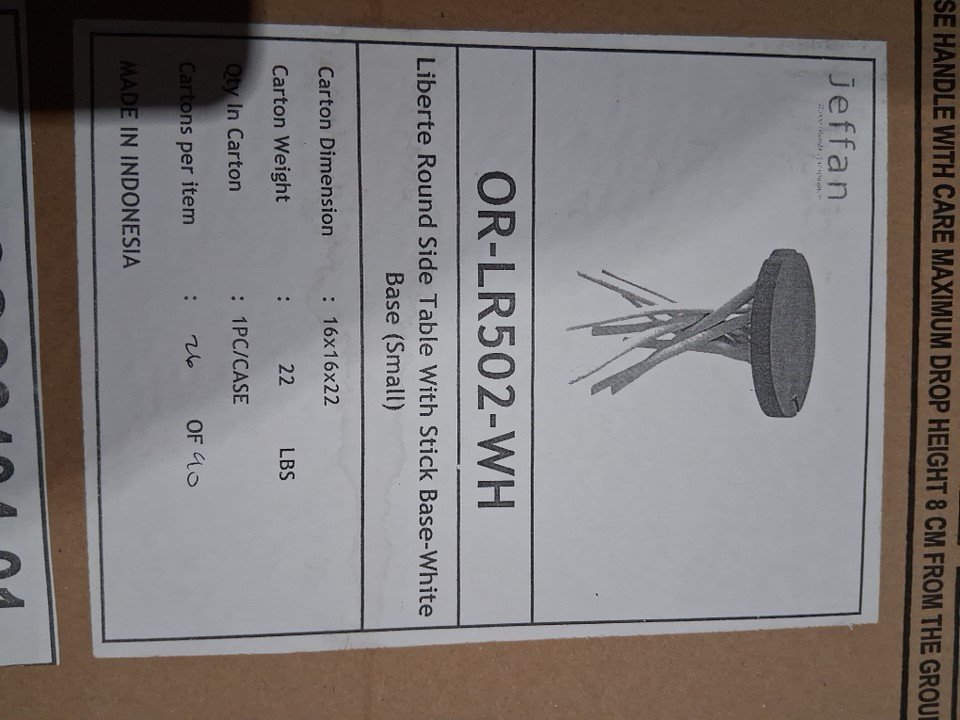 SE HANDLE WITH CARE MAXIMUM DROP HEIGHT 8 CM FROM THE GROU
jeffan
OR-LR502-WH
Liberte Round Side Table With Stick Base-White
Base (Small)
Carton Dimension : 16x16x22
Carton Weight : 22 LBS
Qty In Carton : 1PC/CASE
Cartons per item : 26 OF 90
MADE IN INDONESIA